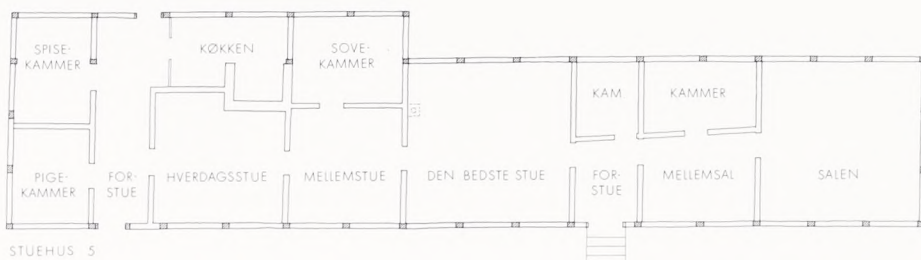 SPISE-
KAMMER
KØKKEN
SOVE-
KAMMER
KAM
KAMMER
PIGE-
KAMMER
FOR-
STUE
HVERDAGSSTUE
MELLEMSTUE
DEN BEDSTE STUE
FOR-
STUE
MELLEMSAL
SALEN
STUEHUS 5